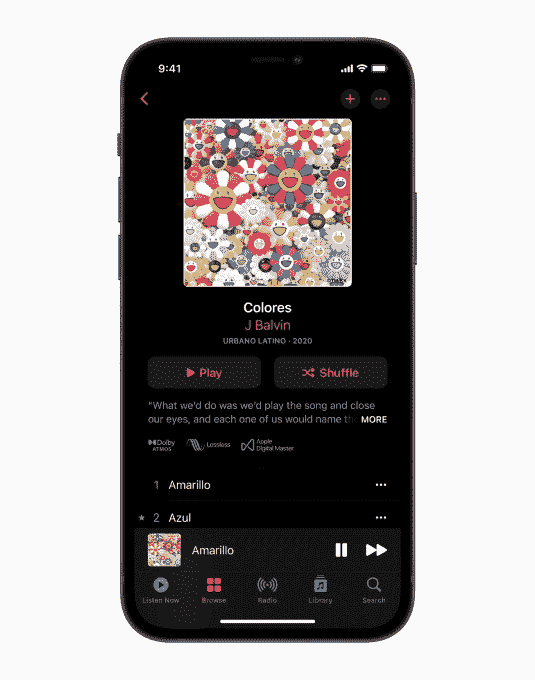 9:41
Colores
J Balvin
URBANO LATINO · 2020
Play
Shuffle
"What we'd do was we'd play the song and close
our eyes, and each one of us would name MORE
Dolby
ATMOS
Lossless
Apple
Digital Master
1 Amarillo
2 Azul
Amarillo
Listen Now
Browse
Radio
Library
Search